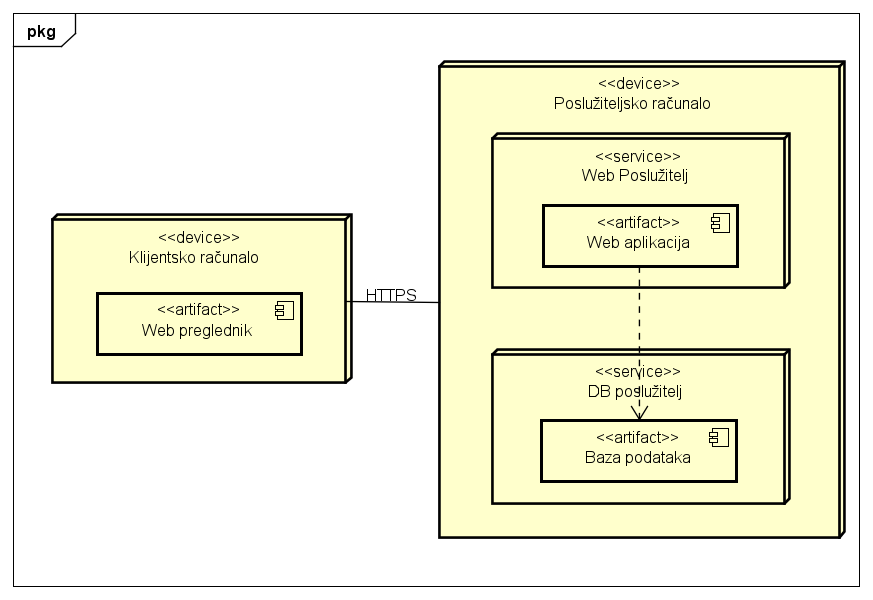 pkg
<<device>>
Klijentsko računalo
<<artifact>>
Web preglednik
HTTPS
<<device>>
Poslužiteljsko računalo
<<service>>
Web Poslužitelj
<<artifact>>
Web aplikacija
<<service>>
DB poslužitelj
<<artifact>>
Baza podataka